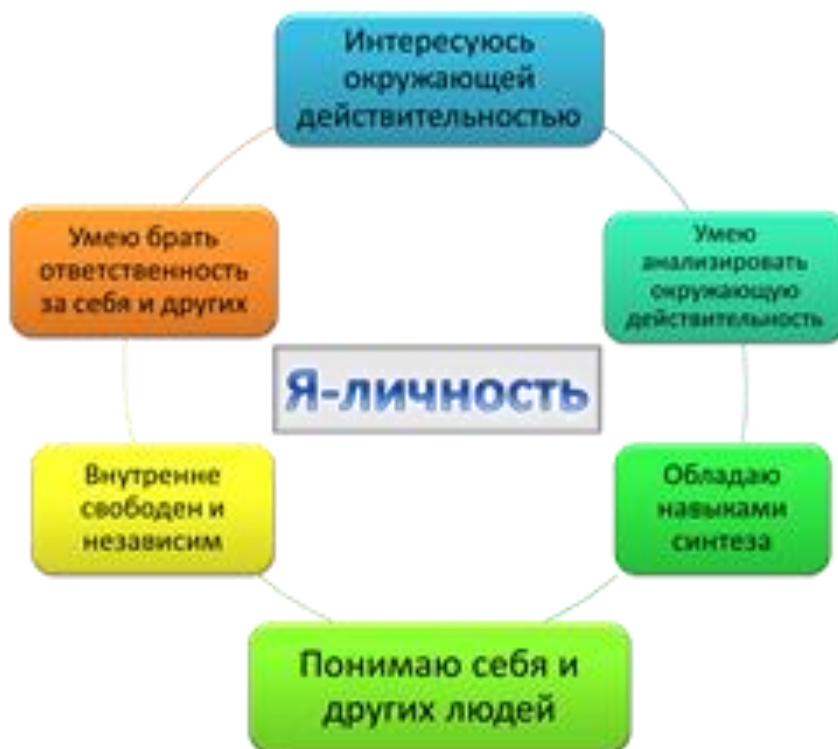 Интересуюсь
окружающей
действительностью
Умею
анализировать
окружающую
действительность
Обладаю
навыками
синтеза
Понимаю себя и
других людей
Внутренне
свободен и
независим
Умею брать
ответственность
за себя и других
Я-личность